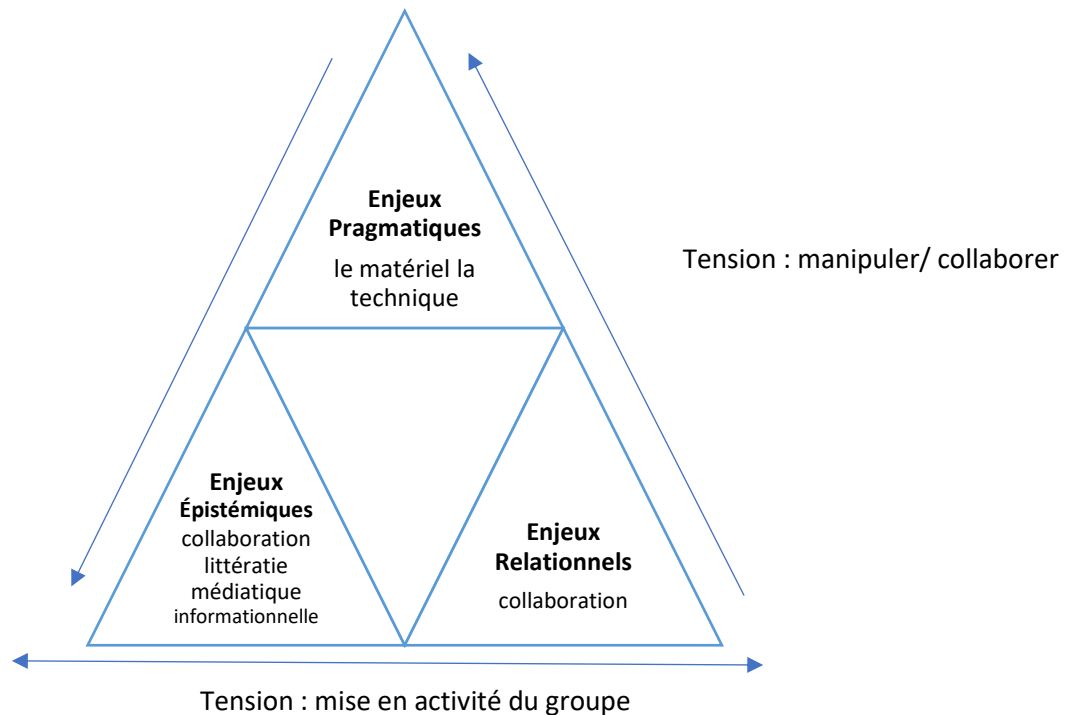 Enjeux
Pragmatiques
le matériel la
technique
Tension : manipuler/ collaborer
Enjeux
Épistémiques
collaboration
littératie
médiatique
informationnelle
Enjeux
Relationnels
collaboration
Tension : mise en activité du groupe